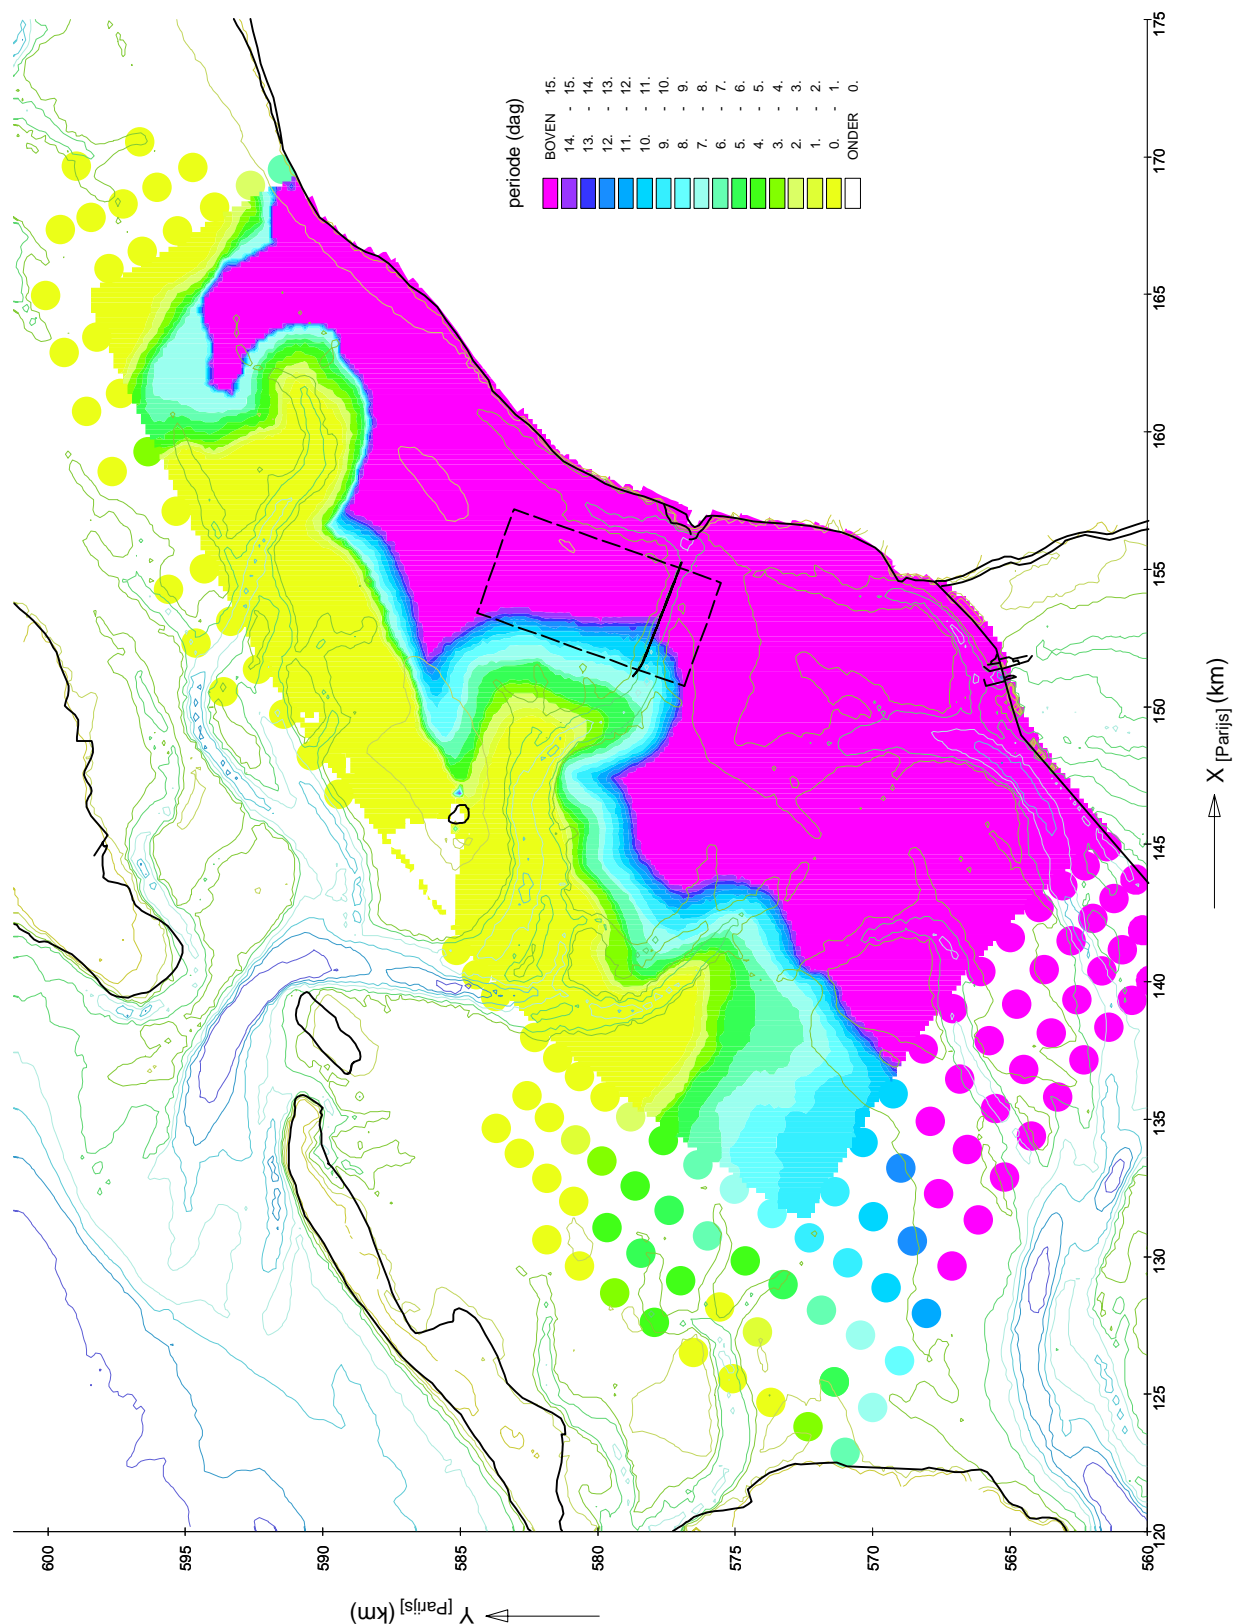 periode (dag)
BOVEN 15.
14. - 15.
13. - 14.
12. - 13.
11. - 12.
10. - 11.
9. - 10.
8. - 9.
7. - 8.
6. - 7.
5. - 6.
4. - 5.
3. - 4.
2. - 3.
1. - 2.
0. - 1.
ONDER 0.
175
170
165
160
155
150
145
140
135
130
125
120
X [Parijs] (km)
600
595
590
585
580
575
570
565
560
Y [Parijs] (km)